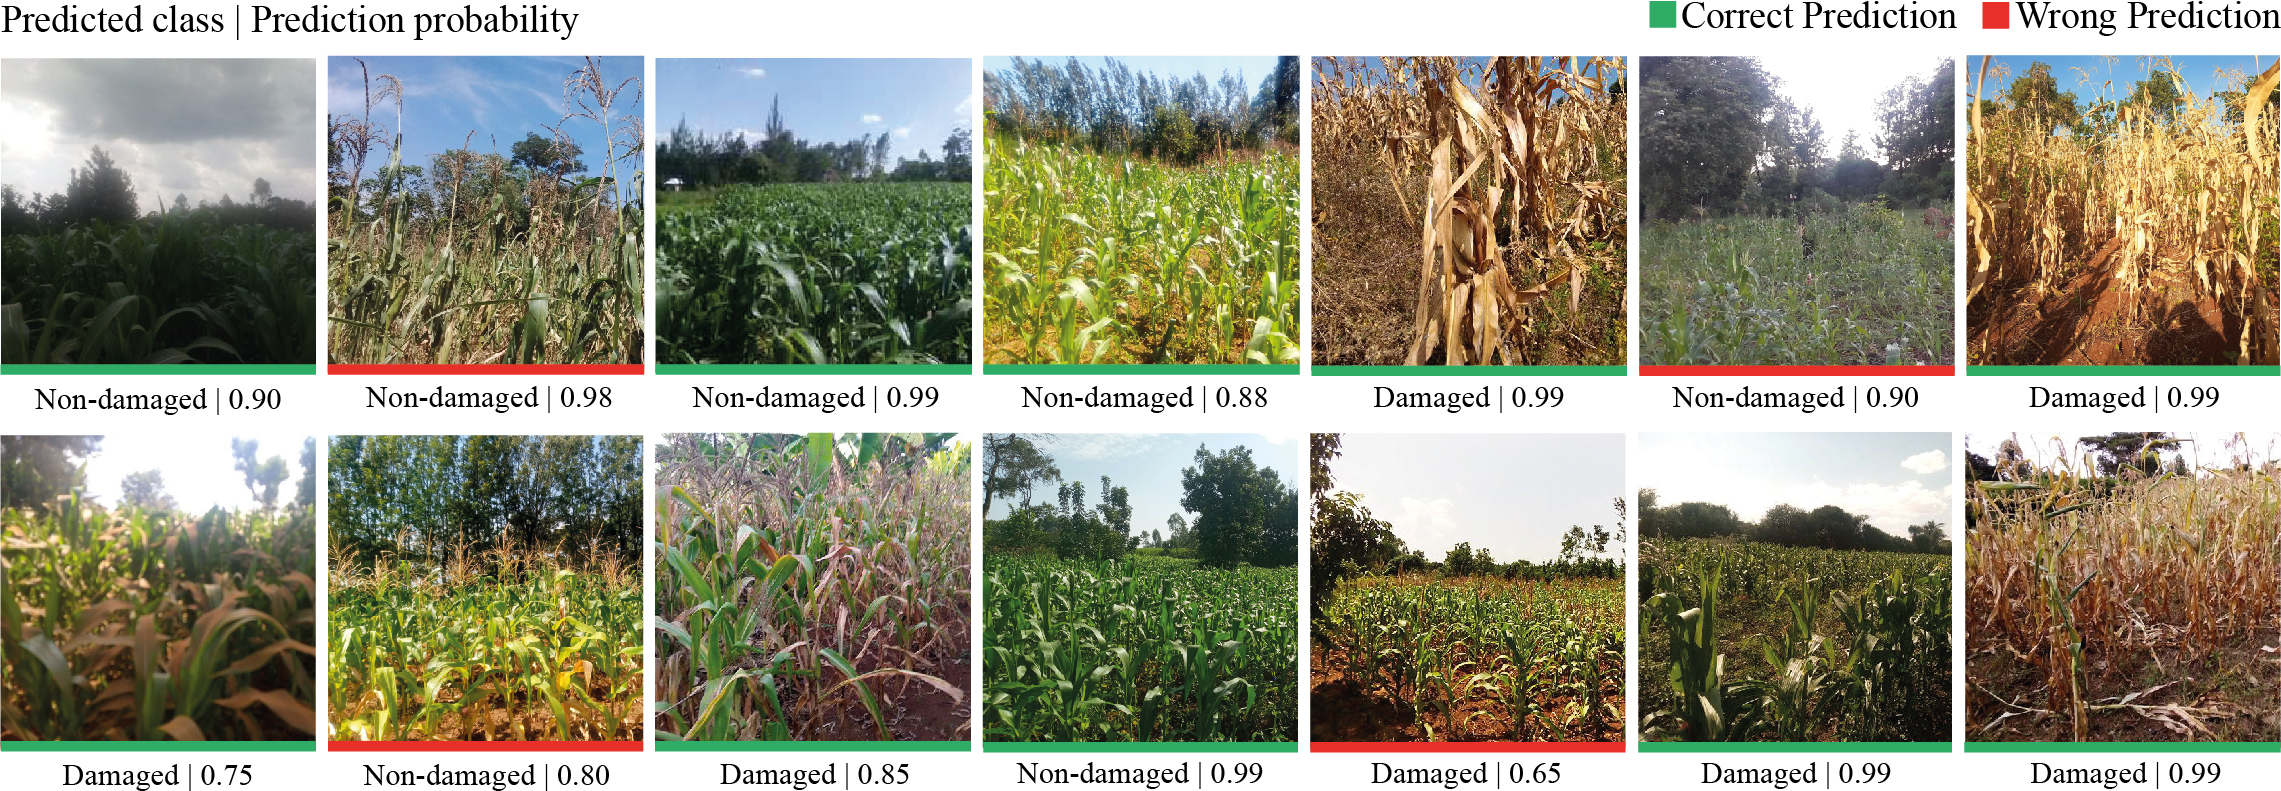 Predicted class | Prediction probability
Correct Prediction
Wrong Prediction
Non-damaged | 0.90
Non-damaged | 0.98
Non-damaged | 0.99
Non-damaged | 0.88
Damaged | 0.99
Non-damaged | 0.90
Damaged | 0.99
Damaged | 0.75
Non-damaged | 0.80
Damaged | 0.85
Non-damaged | 0.99
Damaged | 0.65
Damaged | 0.99
Damaged | 0.99